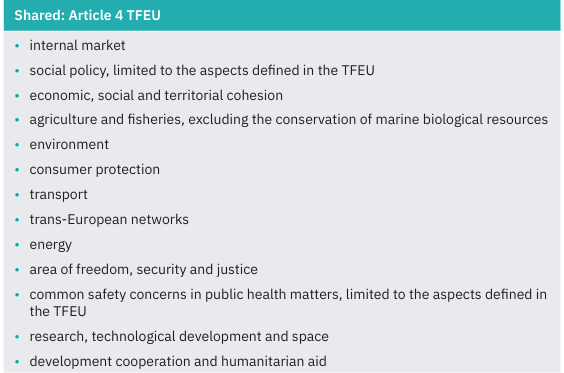 Shared: Article 4 TFEU
• internal market
• social policy, limited to the aspects defined in the TFEU
• economic, social and territorial cohesion
• agriculture and fisheries, excluding the conservation of marine biological resources
• environment
• consumer protection
• transport
• trans-European networks
• energy
• area of freedom, security and justice
• common safety concerns in public health matters, limited to the aspects defined in
the TFEU
• research, technological development and space
• development cooperation and humanitarian aid